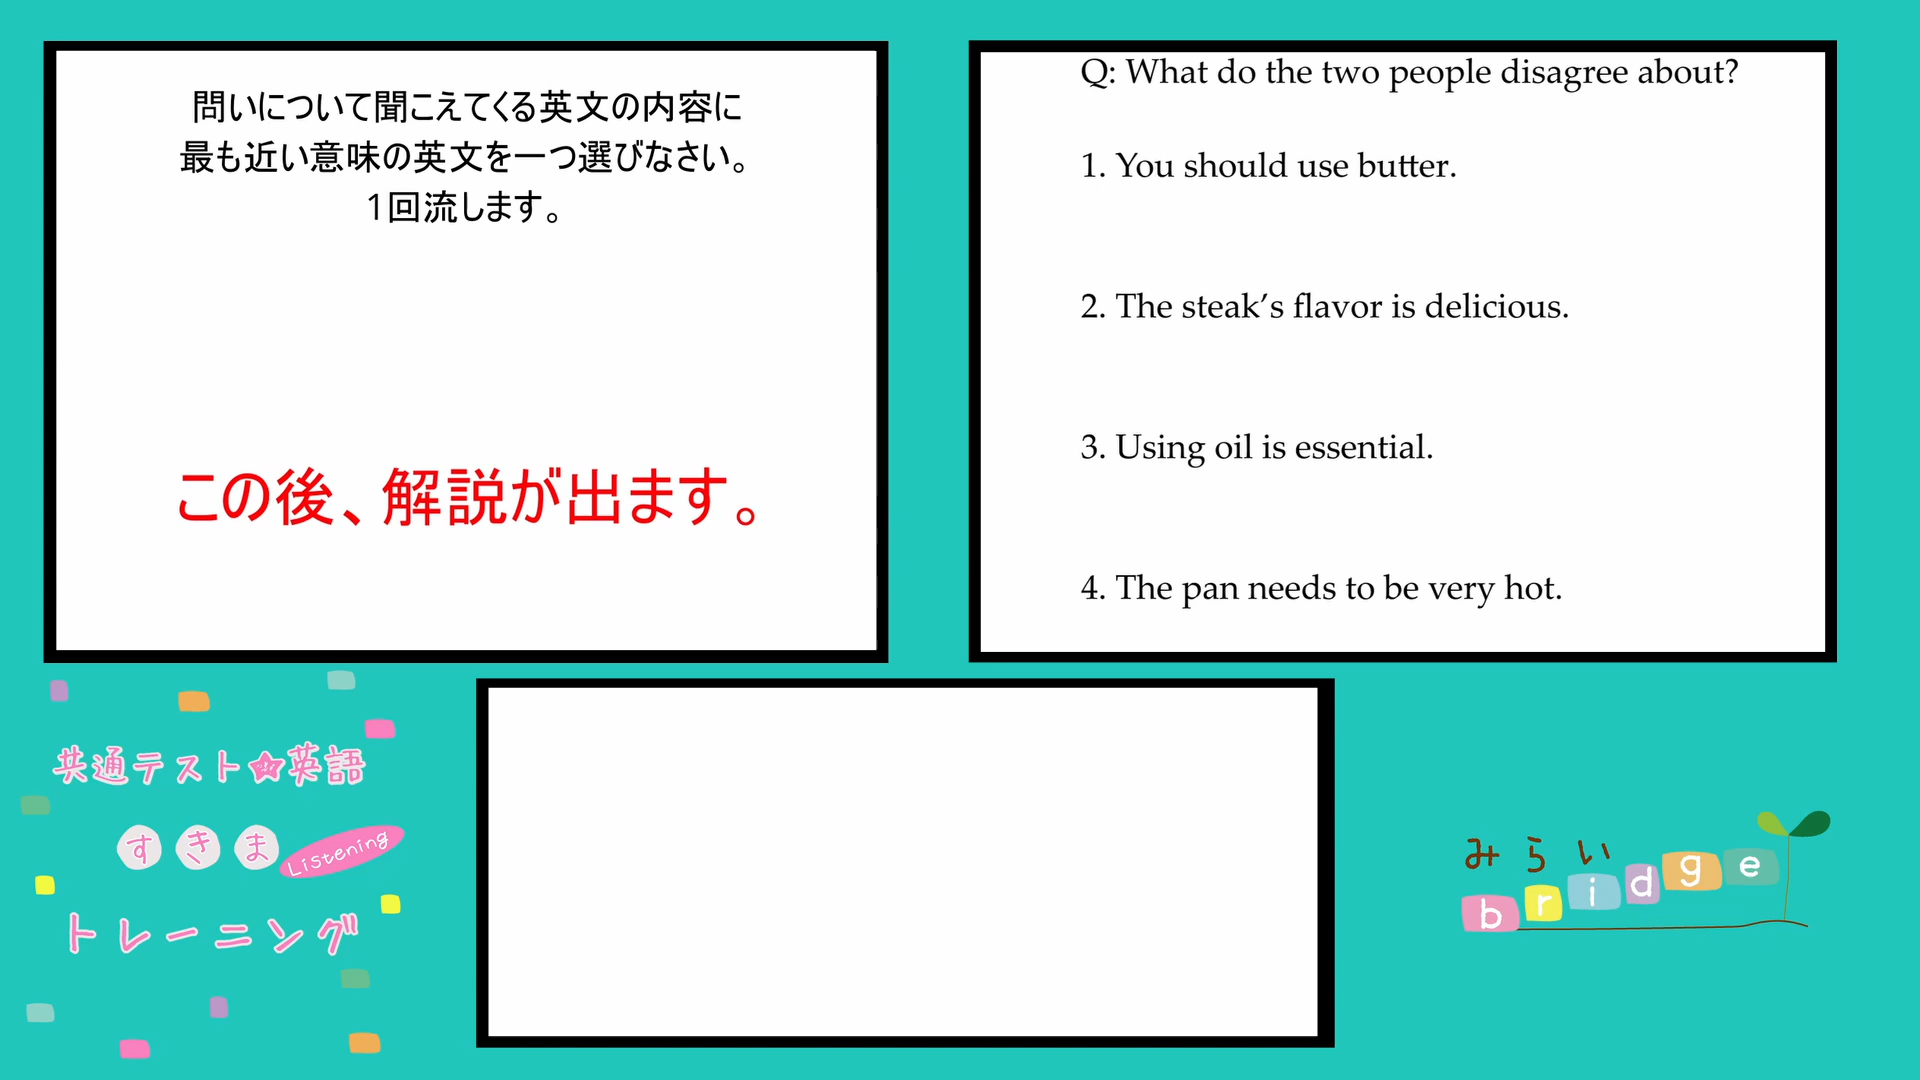 問いについて聞こえてくる英文の内容に
最も近い意味の英文を一つ選びなさい。
1回流します。
この後、解説が出ます。
Q: What do the two people disagree about?
1. You should use butter.
2. The steak’s flavor is delicious.
3. Using oil is essential.
4. The pan needs to be very hot.
共通テスト★英語
すきま Listening
トレーニング
みらい
bridge